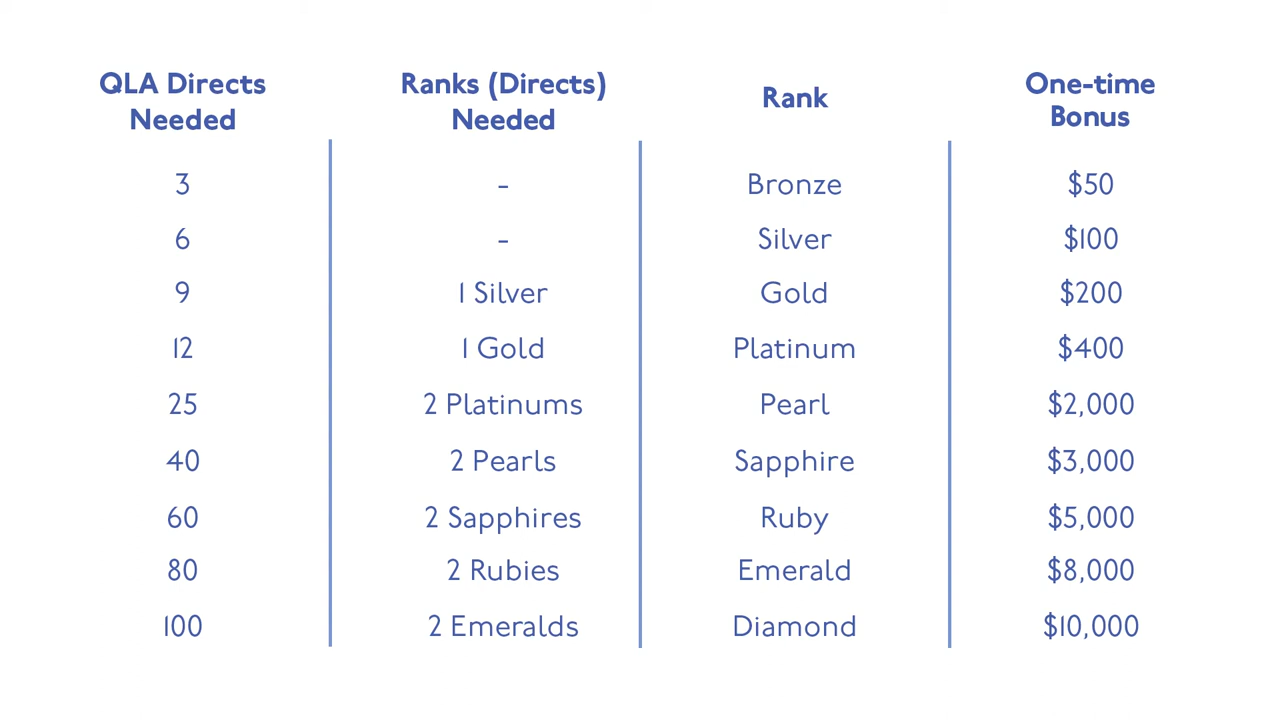 QLA Directs Needed | Ranks (Directs) Needed | Rank | One-time Bonus
3 | - | Bronze | $50
6 | - | Silver | $100
9 | 1 Silver | Gold | $200
12 | 1 Gold | Platinum | $400
25 | 2 Platinums | Pearl | $2,000
40 | 2 Pearls | Sapphire | $3,000
60 | 2 Sapphires | Ruby | $5,000
80 | 2 Rubies | Emerald | $8,000
100 | 2 Emeralds | Diamond | $10,000